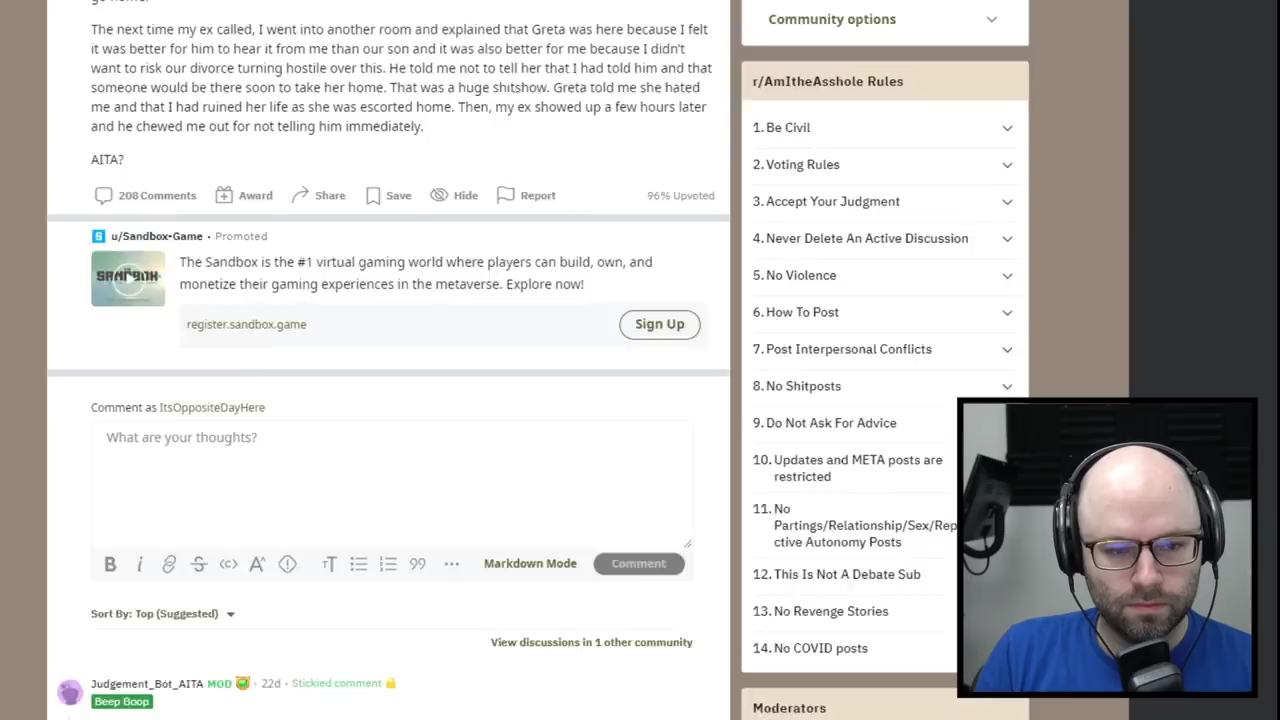 go home.
The next time my ex called, I went into another room and explained that Greta was here because I felt
it was better for him to hear it from me than our son and it was also better for me because I didn't
want to risk our divorce turning hostile over this. He told me not to tell her that I had told him and that
someone would be there soon to take her home. That was a huge shitshow. Greta told me she hated
me and that I had ruined her life as she was escorted home. Then, my ex showed up a few hours later
and he chewed me out for not telling him immediately.
AITA?
208 Comments Award Share Save Hide Report 96% Upvoted
u/Sandbox-Game • Promoted
SANDBOX
The Sandbox is the #1 virtual gaming world where players can build, own, and
monetize their gaming experiences in the metaverse. Explore now!
register.sandbox.game
Sign Up
Comment as ItsOppositeDayHere
What are your thoughts?
Markdown Mode Comment
Sort By: Top (Suggested)
View discussions in 1 other community
Judgement_Bot_AITA MOD · 22d · Stickied comment
Beep Boop
Community options
r/AmItheAsshole Rules
1. Be Civil
2. Voting Rules
3. Accept Your Judgment
4. Never Delete An Active Discussion
5. No Violence
6. How To Post
7. Post Interpersonal Conflicts
8. No Shitposts
9. Do Not Ask For Advice
10. Updates and META posts are
restricted
11. No
Partings/Relationship/Sex/Rep
ctive Autonomy Posts
12. This Is Not A Debate Sub
13. No Revenge Stories
14. No COVID posts
Moderators